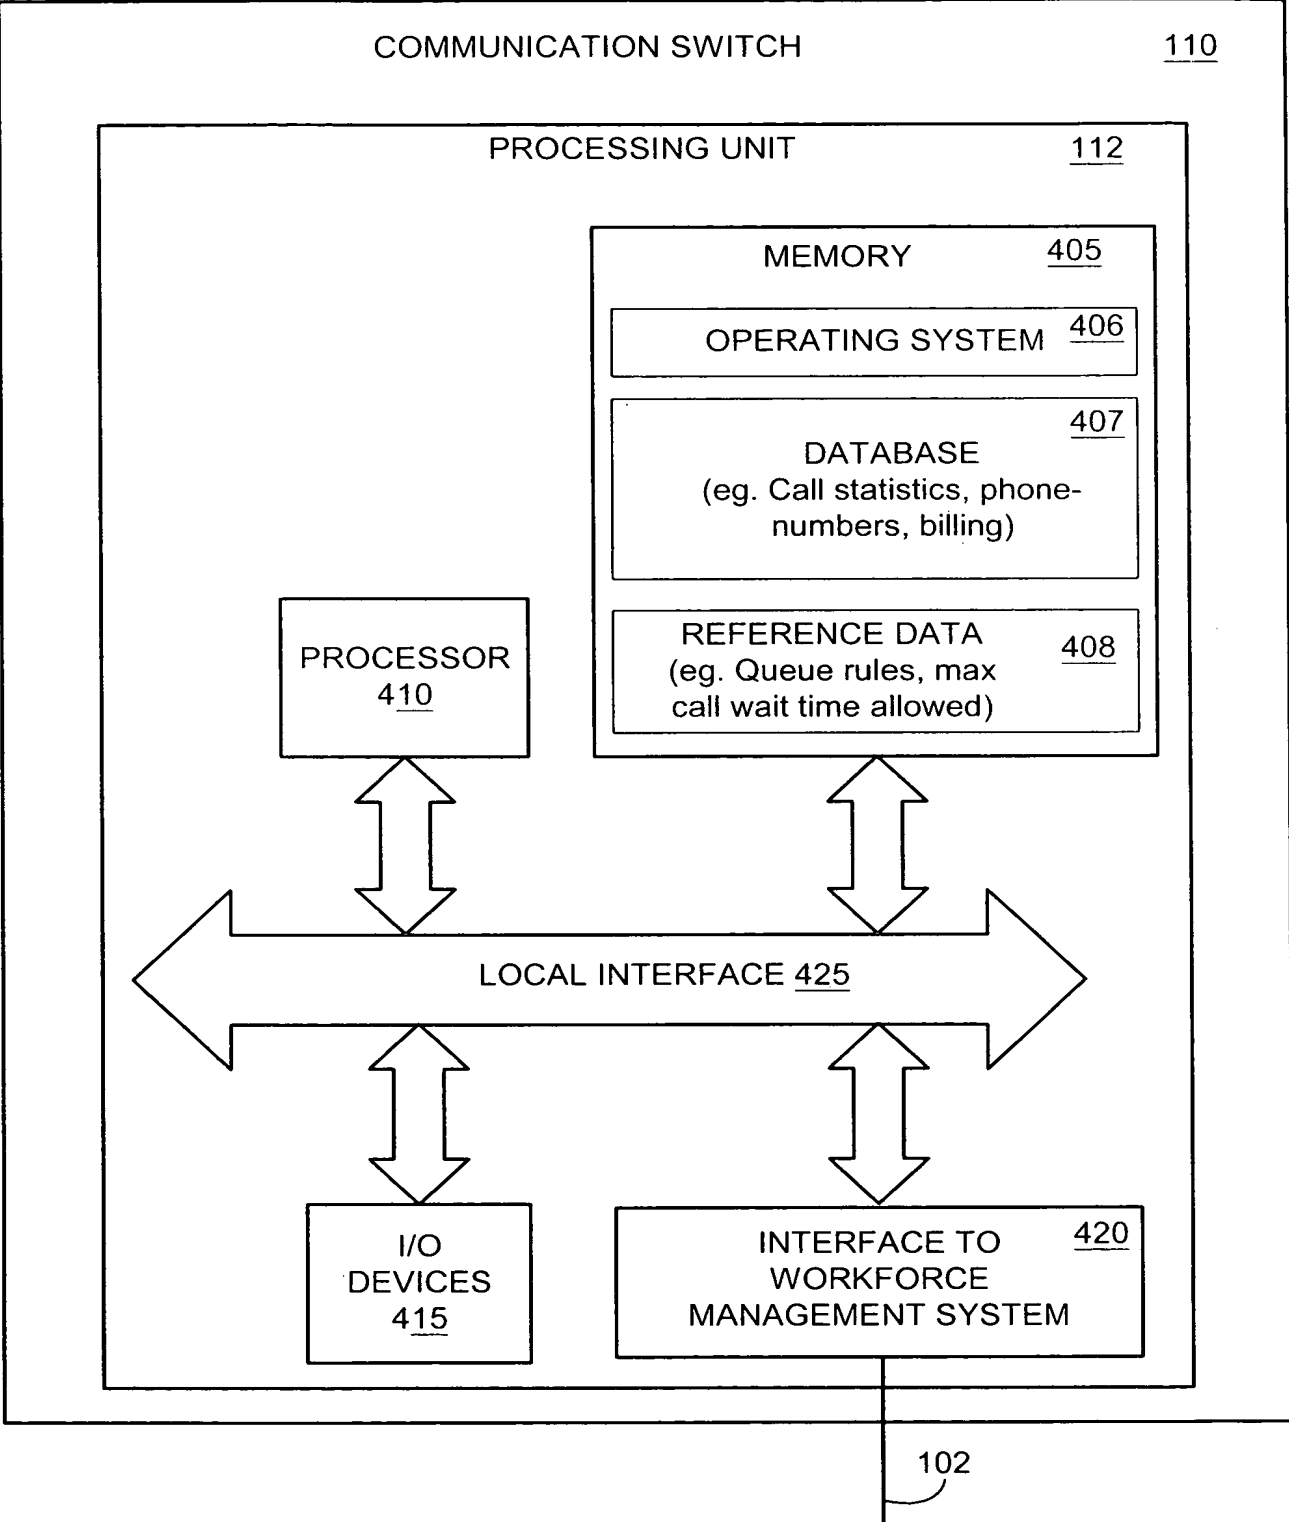 COMMUNICATION SWITCH 110
PROCESSING UNIT 112
MEMORY 405
OPERATING SYSTEM 406
407
DATABASE
(eg. Call statistics, phone-
numbers, billing)
REFERENCE DATA
(eg. Queue rules, max
call wait time allowed)
408
PROCESSOR
410
LOCAL INTERFACE 425
I/O
DEVICES
415
INTERFACE TO
WORKFORCE
MANAGEMENT SYSTEM
420
102